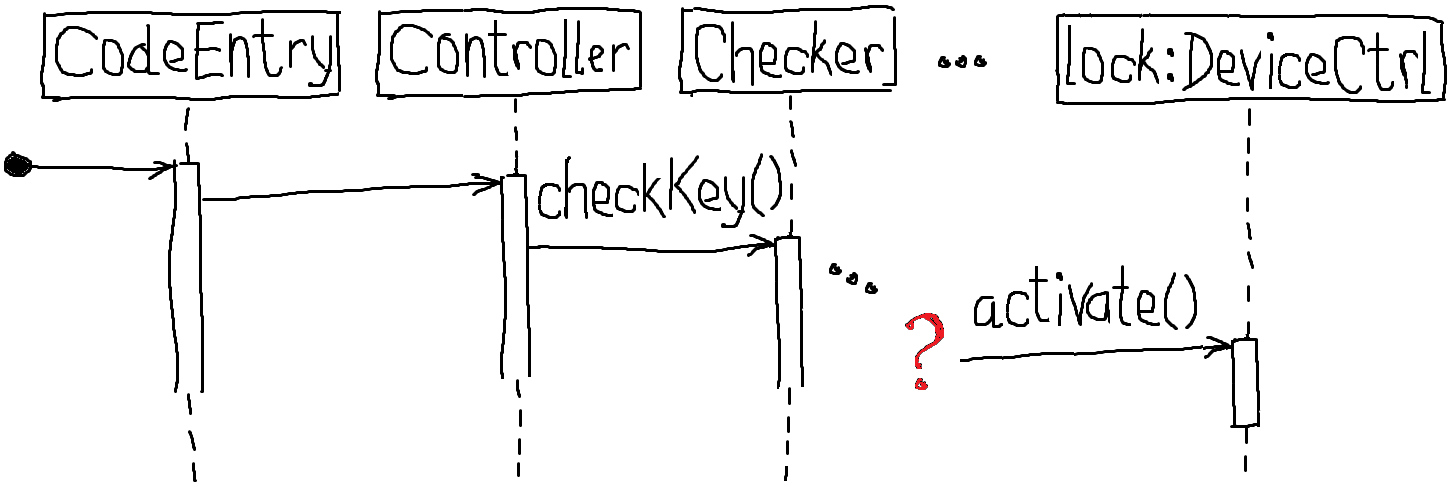 CodeEntry
Controller
Checker
...
lock:DeviceCtrl
checkKey()
...
?
activate()